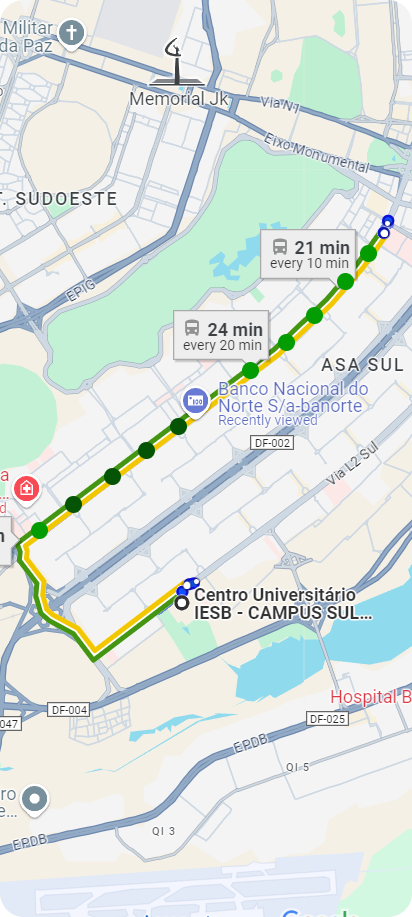 Militar
da Paz
Memorial JK
Via N1
Eixo Monumental
T. SUDOESTE
EPIG
21 min
every 10 min
24 min
every 20 min
ASA SUL
Banco Nacional do
Norte S/a-banorte
Recently viewed
DF-002
Via L2 Sul
Centro Universitário
IESB - CAMPUS SUL...
Hospital B
DF-004
DF-025
047
EPDB
QI 5
ro
e...
QI 3
EPDB